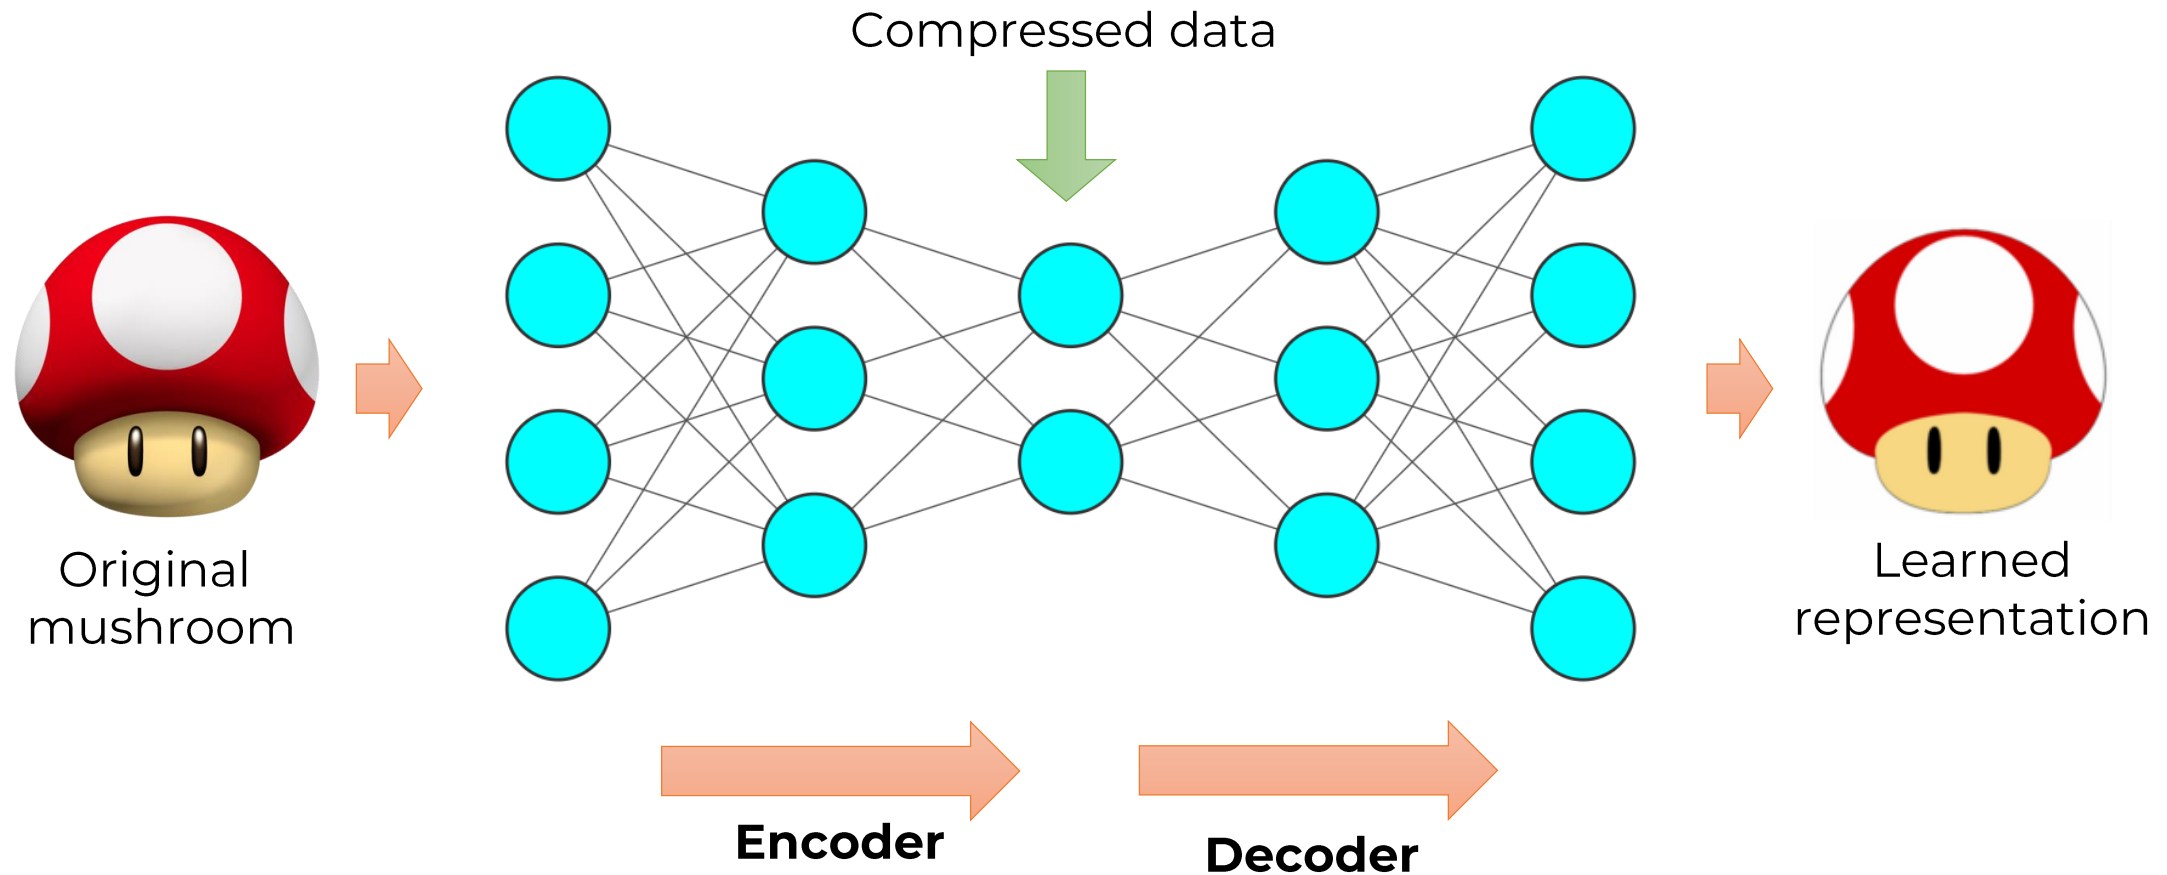 Compressed data
Original
mushroom
Learned
representation
Encoder
Decoder